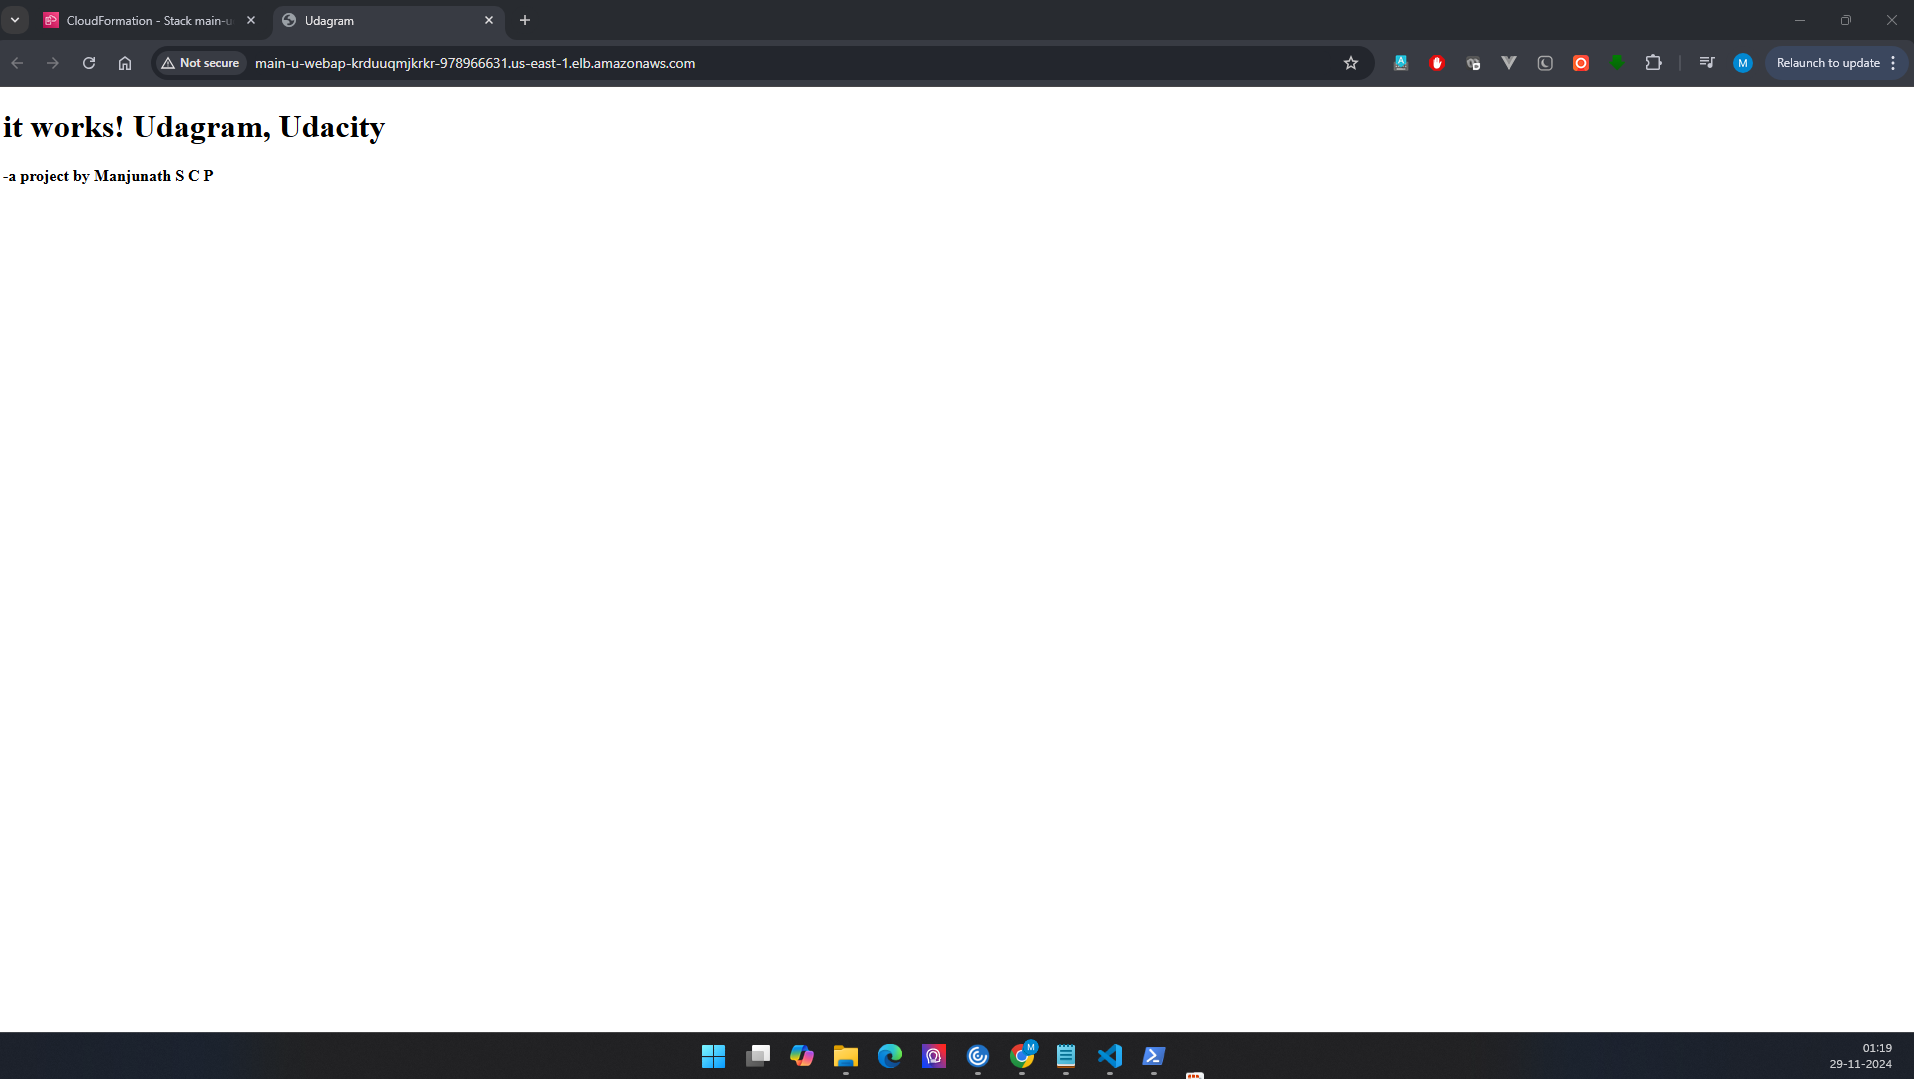 CloudFormation - Stack main-u
Udagram
Not secure
main-u-webap-krduuqmjkrkr-978966631.us-east-1.elb.amazonaws.com
M
Relaunch to update
it works! Udagram, Udacity
-a project by Manjunath S C P
M
01:19
29-11-2024